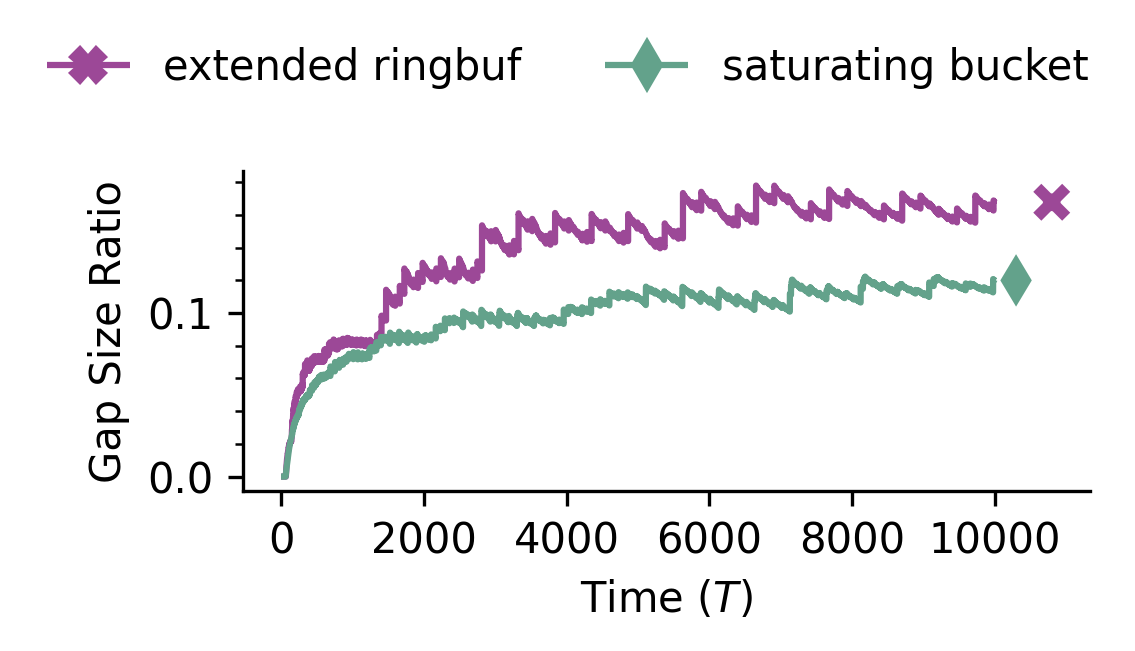 extended ringbuf
saturating bucket
Gap Size Ratio
0.1
0.0
0 2000 4000 6000 8000 10000
Time (T)